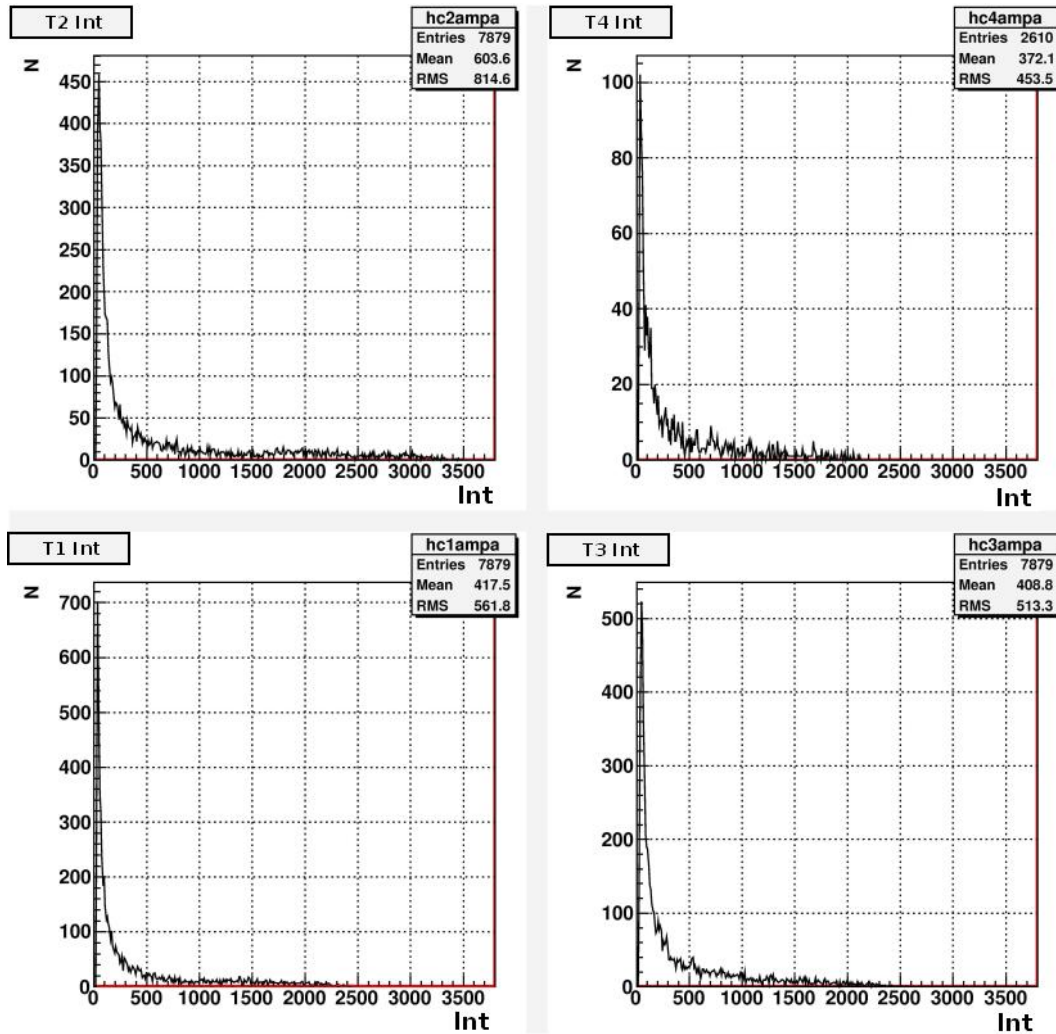 T2 Int
hc2ampa
Entries 7879
Mean 603.6
RMS 814.6
N
450
400
350
300
250
200
150
100
50
0
0 500 1000 1500 2000 2500 3000 3500
Int
T4 Int
hc4ampa
Entries 2610
Mean 372.1
RMS 453.5
N
100
80
60
40
20
0
0 500 1000 1500 2000 2500 3000 3500
Int
T1 Int
hc1ampa
Entries 7879
Mean 417.5
RMS 561.8
N
700
600
500
400
300
200
100
0
0 500 1000 1500 2000 2500 3000 3500
Int
T3 Int
hc3ampa
Entries 7879
Mean 408.8
RMS 513.3
N
500
400
300
200
100
0
0 500 1000 1500 2000 2500 3000 3500
Int